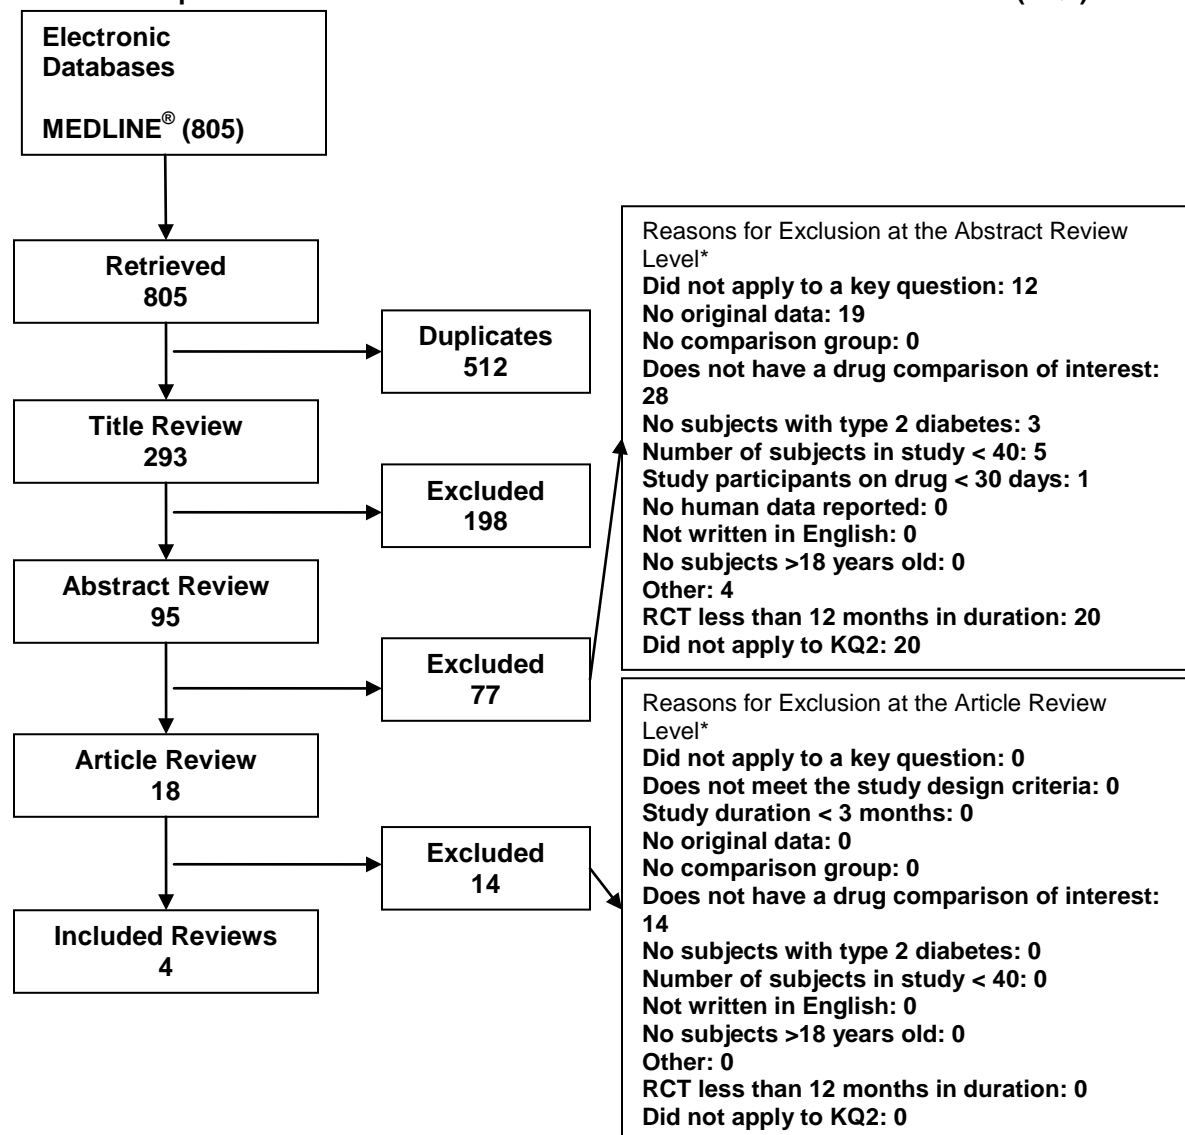 Electronic
Databases
MEDLINE® (805)
Retrieved
805
Duplicates
512
Title Review
293
Excluded
198
Abstract Review
95
Excluded
77
Article Review
18
Excluded
14
Included Reviews
4
Reasons for Exclusion at the Abstract Review
Level*
Did not apply to a key question: 12
No original data: 19
No comparison group: 0
Does not have a drug comparison of interest:
28
No subjects with type 2 diabetes: 3
Number of subjects in study < 40: 5
Study participants on drug < 30 days: 1
No human data reported: 0
Not written in English: 0
No subjects >18 years old: 0
Other: 4
RCT less than 12 months in duration: 20
Did not apply to KQ2: 20
Reasons for Exclusion at the Article Review
Level*
Did not apply to a key question: 0
Does not meet the study design criteria: 0
Study duration < 3 months: 0
No original data: 0
No comparison group: 0
Does not have a drug comparison of interest:
14
No subjects with type 2 diabetes: 0
Number of subjects in study < 40: 0
Not written in English: 0
No subjects >18 years old: 0
Other: 0
RCT less than 12 months in duration: 0
Did not apply to KQ2: 0